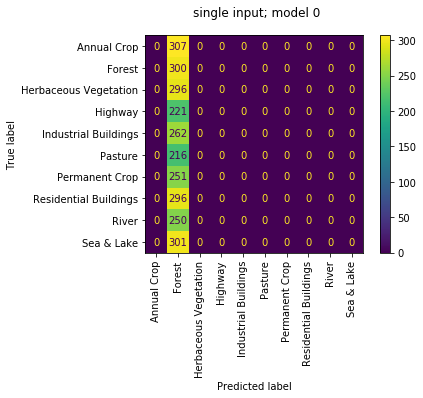 single input; model 0
True label
Annual Crop 0 307 0 0 0 0 0 0 0 0
Forest 0 300 0 0 0 0 0 0 0 0
Herbaceous Vegetation 0 296 0 0 0 0 0 0 0 0
Highway 0 221 0 0 0 0 0 0 0 0
Industrial Buildings 0 262 0 0 0 0 0 0 0 0
Pasture 0 216 0 0 0 0 0 0 0 0
Permanent Crop 0 251 0 0 0 0 0 0 0 0
Residential Buildings 0 296 0 0 0 0 0 0 0 0
River 0 250 0 0 0 0 0 0 0 0
Sea & Lake 0 301 0 0 0 0 0 0 0 0
Annual Crop
Forest
Herbaceous Vegetation
Highway
Industrial Buildings
Pasture
Permanent Crop
Residential Buildings
River
Sea & Lake
Predicted label
300
250
200
150
100
50
0